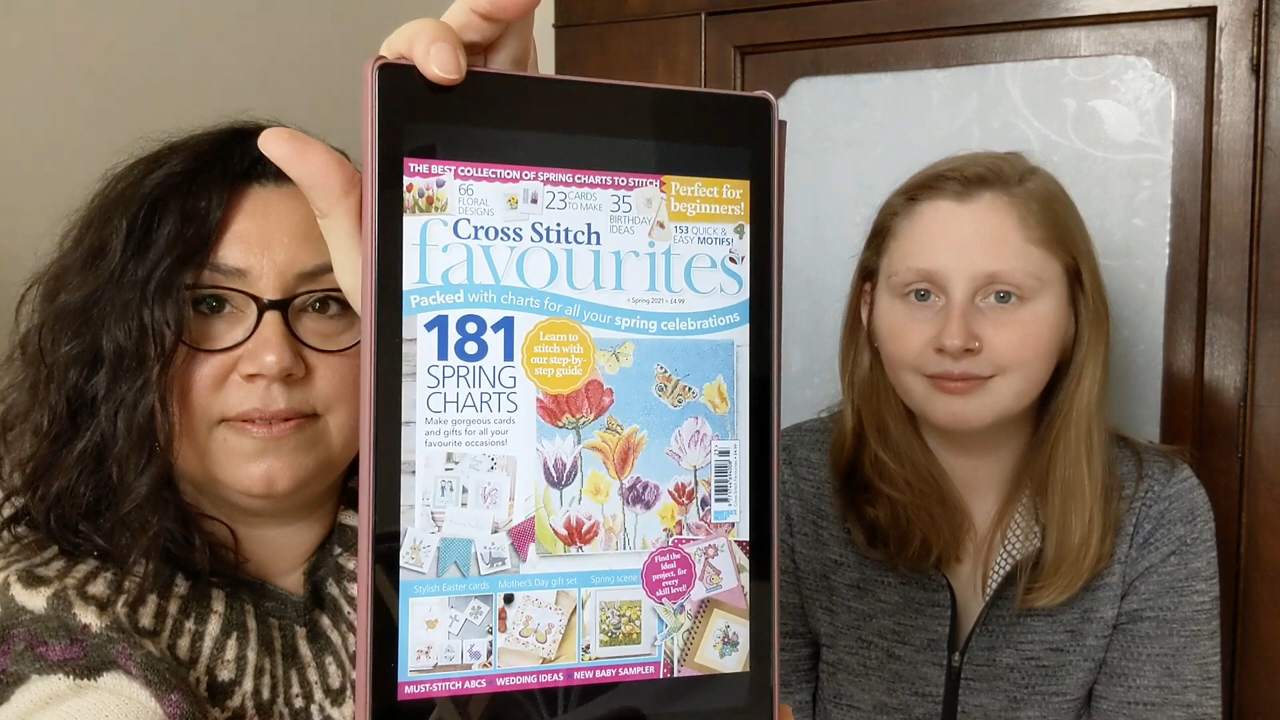 THE BEST COLLECTION OF SPRING CHARTS TO STITCH
66
FLORAL
DESIGNS
23 CARDS
TO MAKE
35
BIRTHDAY
IDEAS
Perfect for
beginners!
153 QUICK &
EASY MOTIFS!
Cross Stitch
favourites
Spring 2021 £4.99
Packed with charts for all your spring celebrations
181
SPRING
CHARTS
Make gorgeous cards
and gifts for all your
favourite occasions!
Learn to
stitch with
our step-by-
step guide
Find the
ideal
project, for
every
skill level!
Stylish Easter cards
Mother's Day gift set
Spring scene
MUST-STITCH ABCS
WEDDING IDEAS
NEW BABY SAMPLER